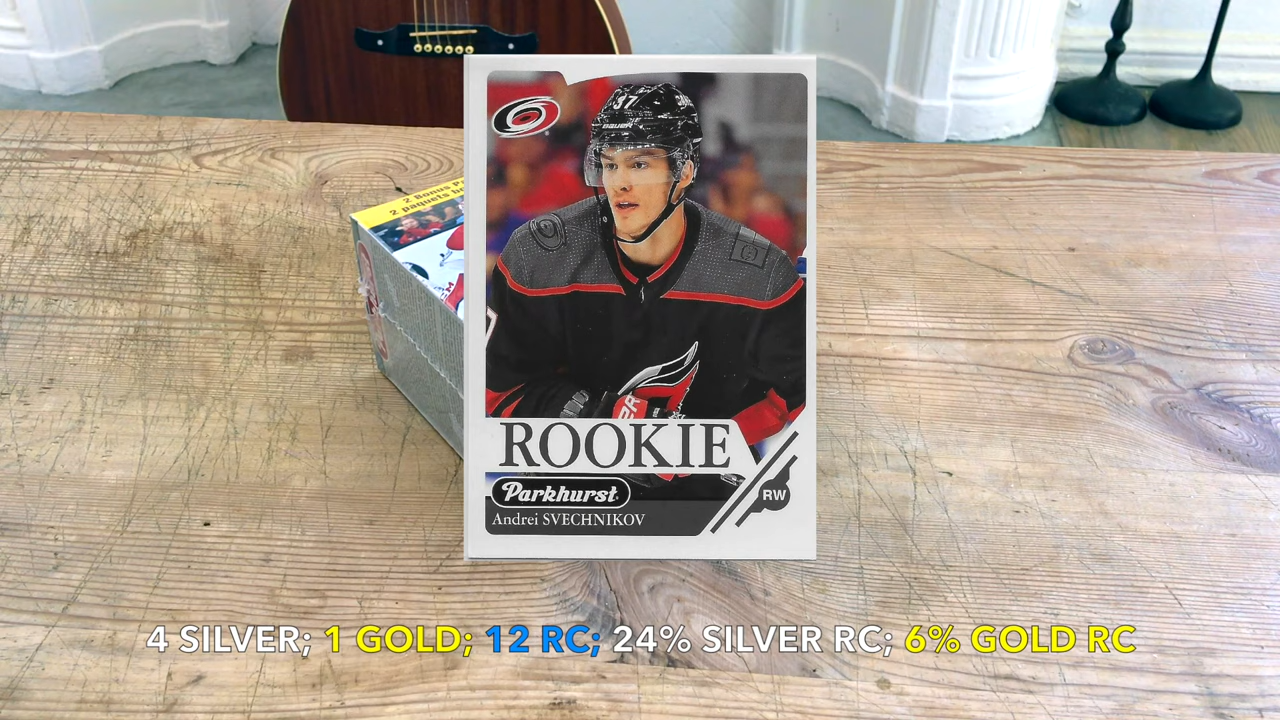 2 Bonus
2 paquets
37
BAUER
ROOKIE
Parkhurst
RW
Andrei SVECHNIKOV
4 SILVER; 1 GOLD; 12 RC; 24% SILVER RC; 6% GOLD RC